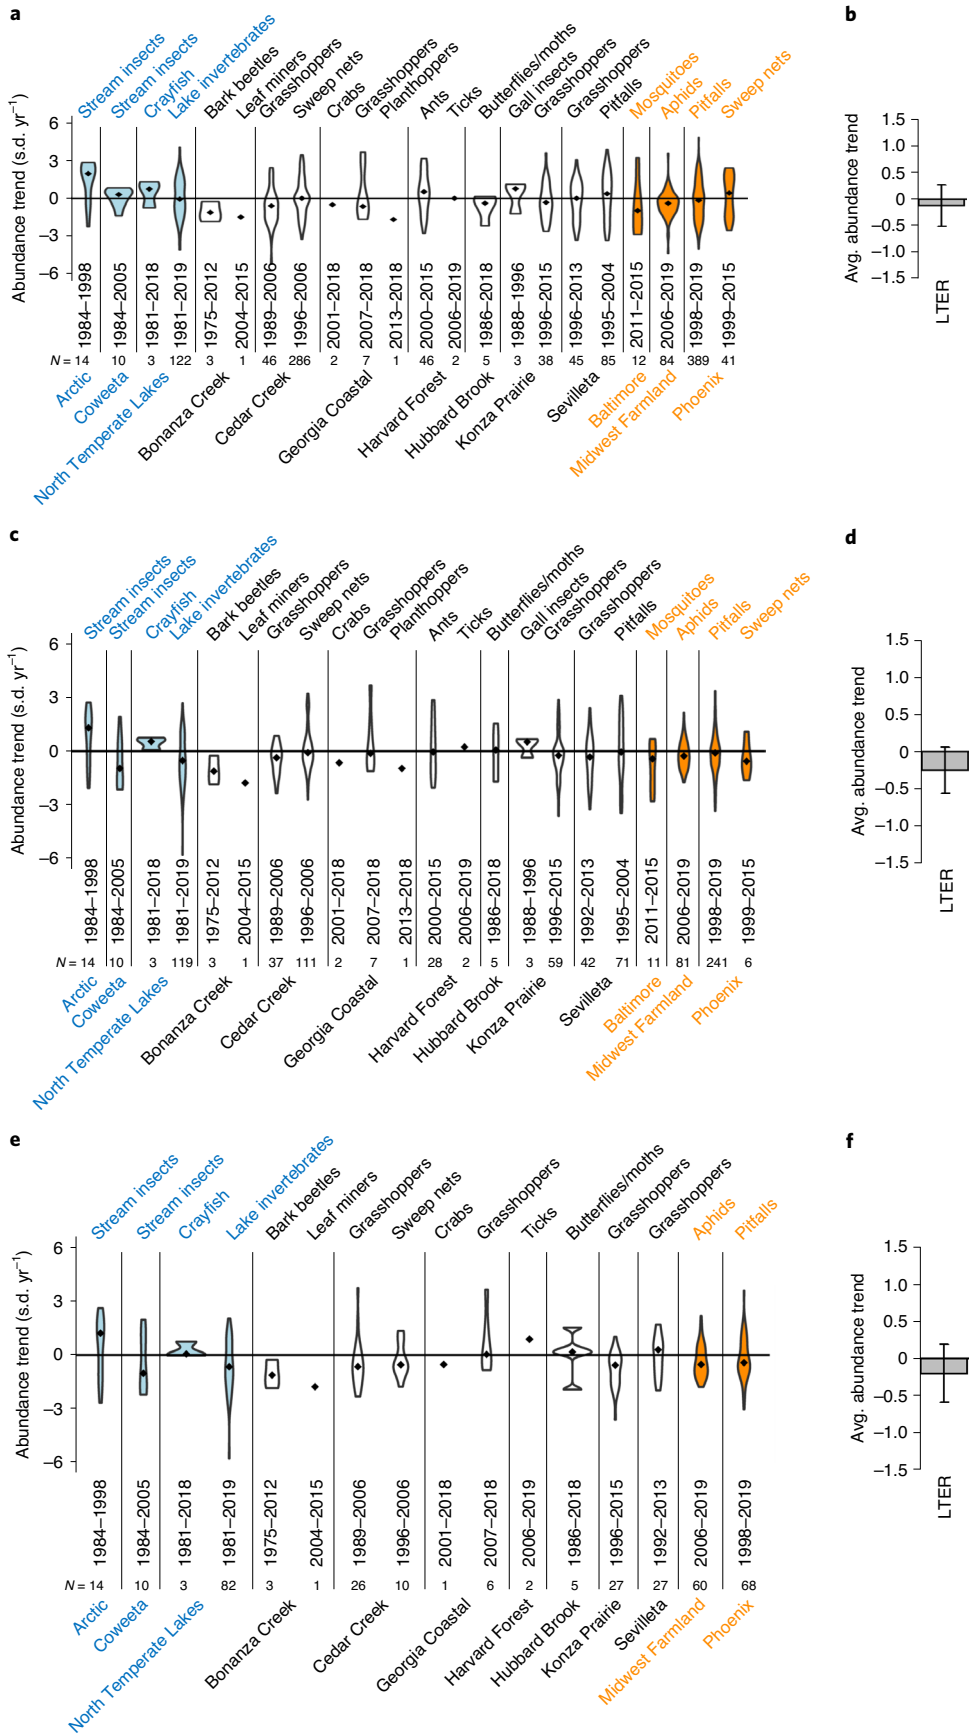 a
Stream insects
Stream insects
Crayfish
Lake invertebrates
Bark beetles
Leaf miners
Grasshoppers
Sweep nets
Crabs
Grasshoppers
Planthoppers
Ants
Ticks
Butterflies/moths
Gall insects
Grasshoppers
Grasshoppers
Pitfalls
Mosquitoes
Aphids
Pitfalls
Sweep nets
Abundance trend (s.d. yr⁻¹)
6
3
0
−3
−6
1984–1998
1984–2005
1981–2018
1981–2019
1975–2012
2004–2015
1989–2006
1996–2006
2001–2018
2007–2018
2013–2018
2000–2015
2006–2019
1986–2018
1988–1996
1996–2015
1996–2013
1995–2004
2011–2015
2006–2019
1998–2019
1999–2015
N = 14 10 3 122 3 1 46 286 2 7 1 46 2 5 3 38 45 85 12 84 389 41
Arctic
Coweeta
North Temperate Lakes
Bonanza Creek
Cedar Creek
Georgia Coastal
Harvard Forest
Hubbard Brook
Konza Prairie
Sevilleta
Baltimore
Midwest Farmland
Phoenix
b
Avg. abundance trend
1.5
1.0
0.5
0
−0.5
−1.0
−1.5
LTER
c
Stream insects
Stream insects
Crayfish
Lake invertebrates
Bark beetles
Leaf miners
Grasshoppers
Sweep nets
Crabs
Grasshoppers
Planthoppers
Ants
Ticks
Butterflies/moths
Gall insects
Grasshoppers
Grasshoppers
Pitfalls
Mosquitoes
Aphids
Pitfalls
Sweep nets
Abundance trend (s.d. yr⁻¹)
6
3
0
−3
−6
1984–1998
1984–2005
1981–2018
1981–2019
1975–2012
2004–2015
1989–2006
1996–2006
2001–2018
2007–2018
2013–2018
2000–2015
2006–2019
1986–2018
1988–1996
1996–2015
1992–2013
1995–2004
2011–2015
2006–2019
1998–2019
1999–2015
N = 14 10 3 119 3 1 37 111 2 7 1 28 2 5 3 59 42 71 11 81 241 6
Arctic
Coweeta
North Temperate Lakes
Bonanza Creek
Cedar Creek
Georgia Coastal
Harvard Forest
Hubbard Brook
Konza Prairie
Sevilleta
Baltimore
Midwest Farmland
Phoenix
d
Avg. abundance trend
1.5
1.0
0.5
0
−0.5
−1.0
−1.5
LTER
e
Stream insects
Stream insects
Crayfish
Lake invertebrates
Bark beetles
Leaf miners
Grasshoppers
Sweep nets
Crabs
Grasshoppers
Ticks
Butterflies/moths
Grasshoppers
Grasshoppers
Aphids
Pitfalls
Abundance trend (s.d. yr⁻¹)
6
3
0
−3
−6
1984–1998
1984–2005
1981–2018
1981–2019
1975–2012
2004–2015
1989–2006
1996–2006
2001–2018
2007–2018
2006–2019
1986–2018
1996–2015
1992–2013
2006–2019
1998–2019
N = 14 10 3 82 3 1 26 10 1 6 2 5 27 27 60 68
Arctic
Coweeta
North Temperate Lakes
Bonanza Creek
Cedar Creek
Georgia Coastal
Harvard Forest
Hubbard Brook
Konza Prairie
Sevilleta
Midwest Farmland
Phoenix
f
Avg. abundance trend
1.5
1.0
0.5
0
−0.5
−1.0
−1.5
LTER